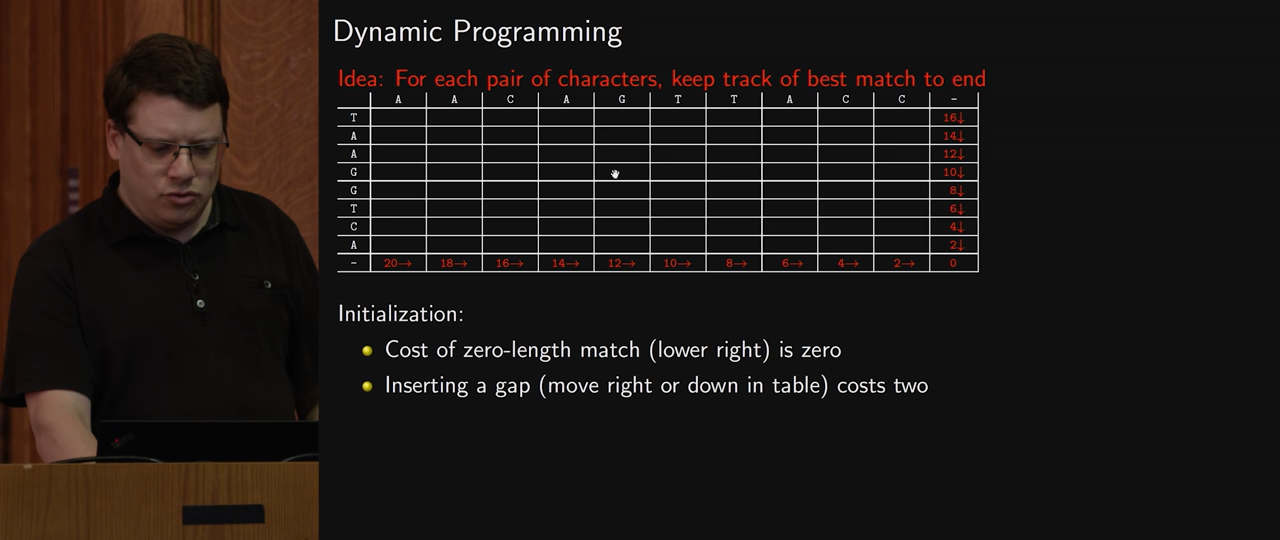 Dynamic Programming
Idea: For each pair of characters, keep track of best match to end
A A C A G T T A C C -
T 16↓
A 14↓
A 12↓
G 10↓
G 8↓
T 6↓
C 4↓
A 2↓
- 20→ 18→ 16→ 14→ 12→ 10→ 8→ 6→ 4→ 2→ 0
Initialization:
Cost of zero-length match (lower right) is zero
Inserting a gap (move right or down in table) costs two